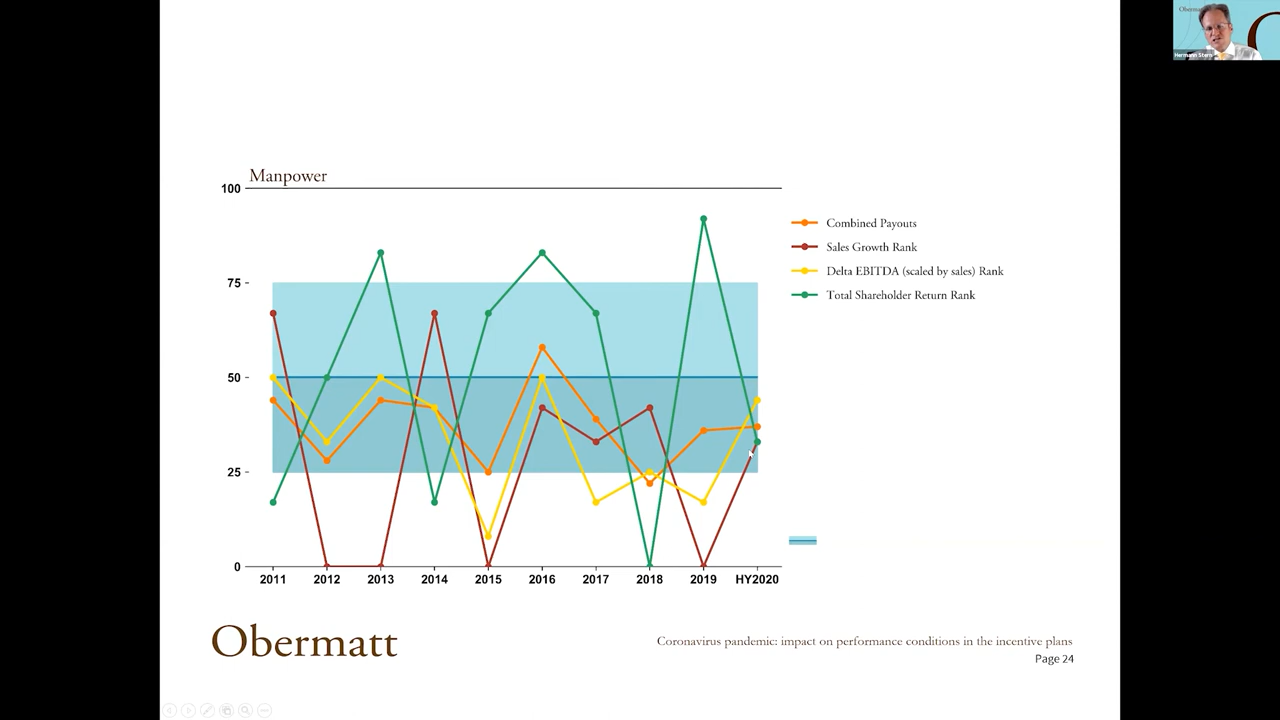 Manpower
100
75
50
25
0
2011 2012 2013 2014 2015 2016 2017 2018 2019 HY2020
Combined Payouts
Sales Growth Rank
Delta EBITDA (scaled by sales) Rank
Total Shareholder Return Rank
Obermatt
Coronavirus pandemic: impact on performance conditions in the incentive plans
Page 24
Hermann Stern